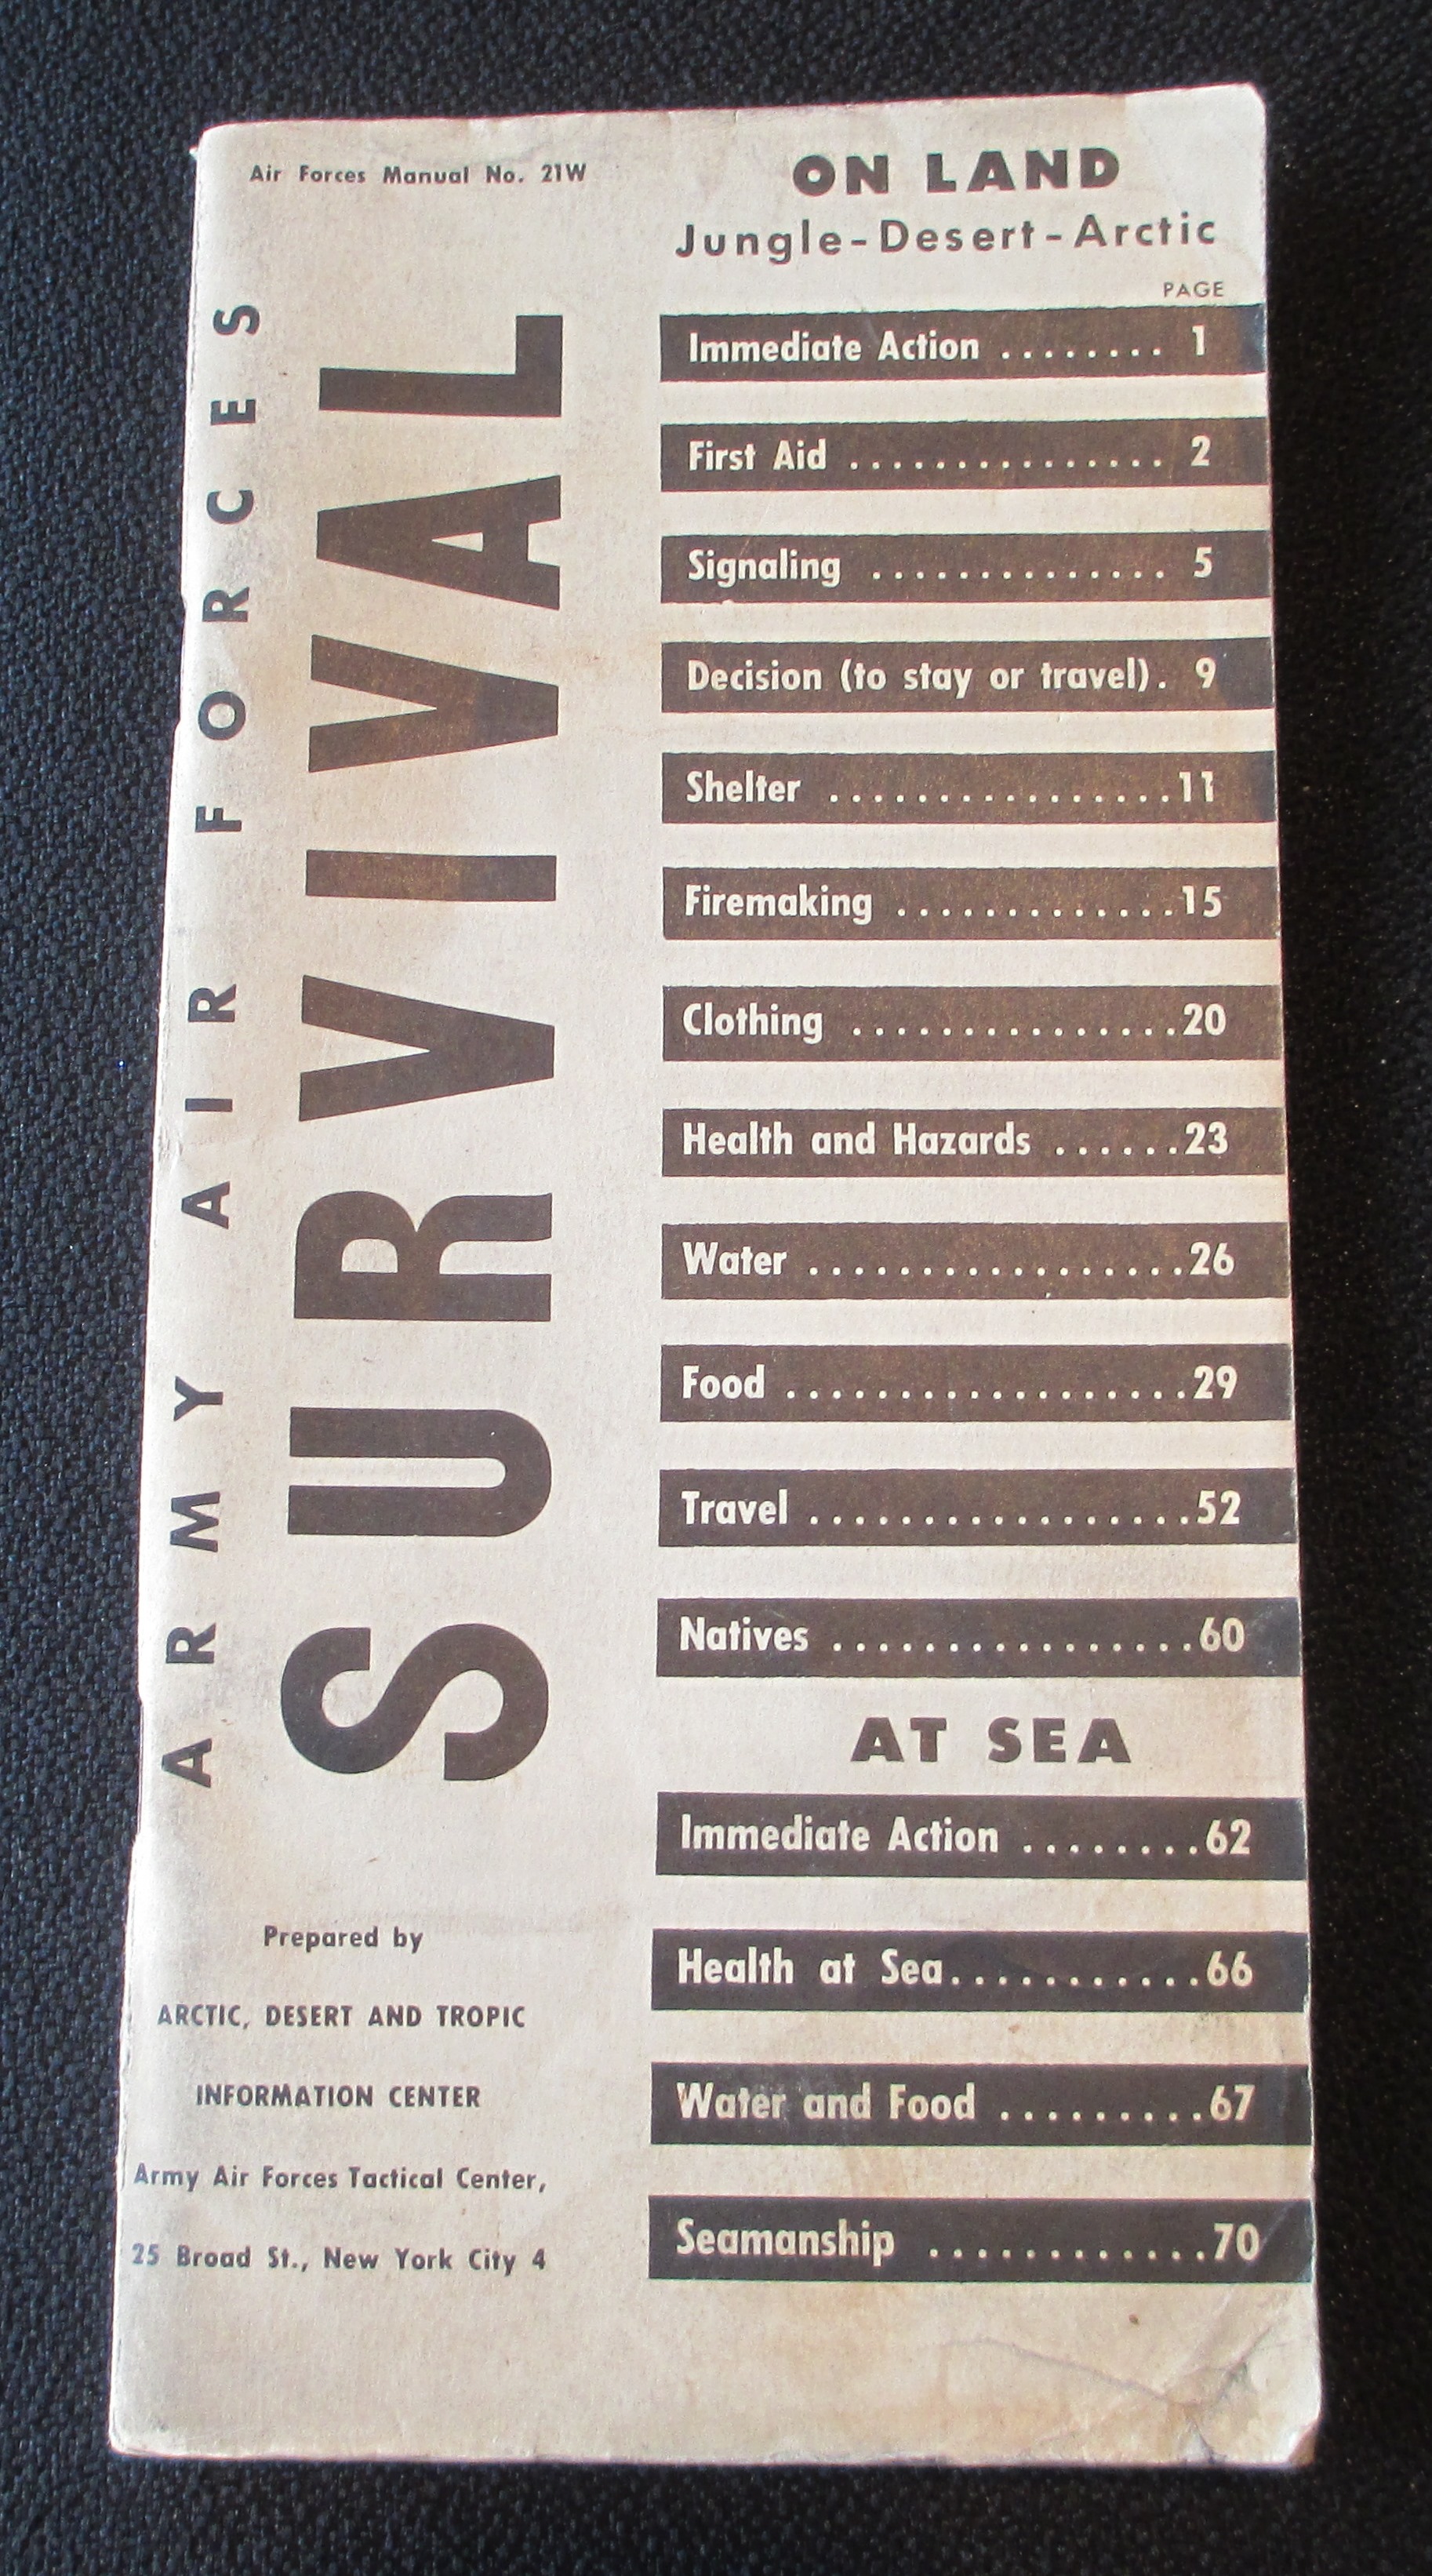 Air Forces Manual No. 21W
ARMY AIR FORCES
SURVIVAL
Prepared by
ARCTIC, DESERT AND TROPIC
INFORMATION CENTER
Army Air Forces Tactical Center,
25 Broad St., New York City 4
ON LAND
Jungle-Desert-Arctic
PAGE
Immediate Action ........ 1
First Aid ............... 2
Signaling .............. 5
Decision (to stay or travel). 9
Shelter ................11
Firemaking .............15
Clothing ...............20
Health and Hazards ......23
Water .................26
Food ..................29
Travel .................52
Natives ................60
AT SEA
Immediate Action ........62
Health at Sea...........66
Water and Food .........67
Seamanship ............70